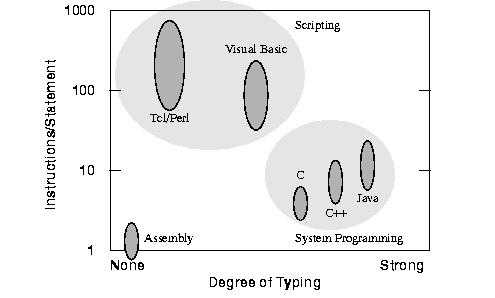 1000
Scripting
Visual Basic
100
Tcl/Perl
Instructions/Statement
10
C
C++
Java
1
Assembly
System Programming
None
Strong
Degree of Typing